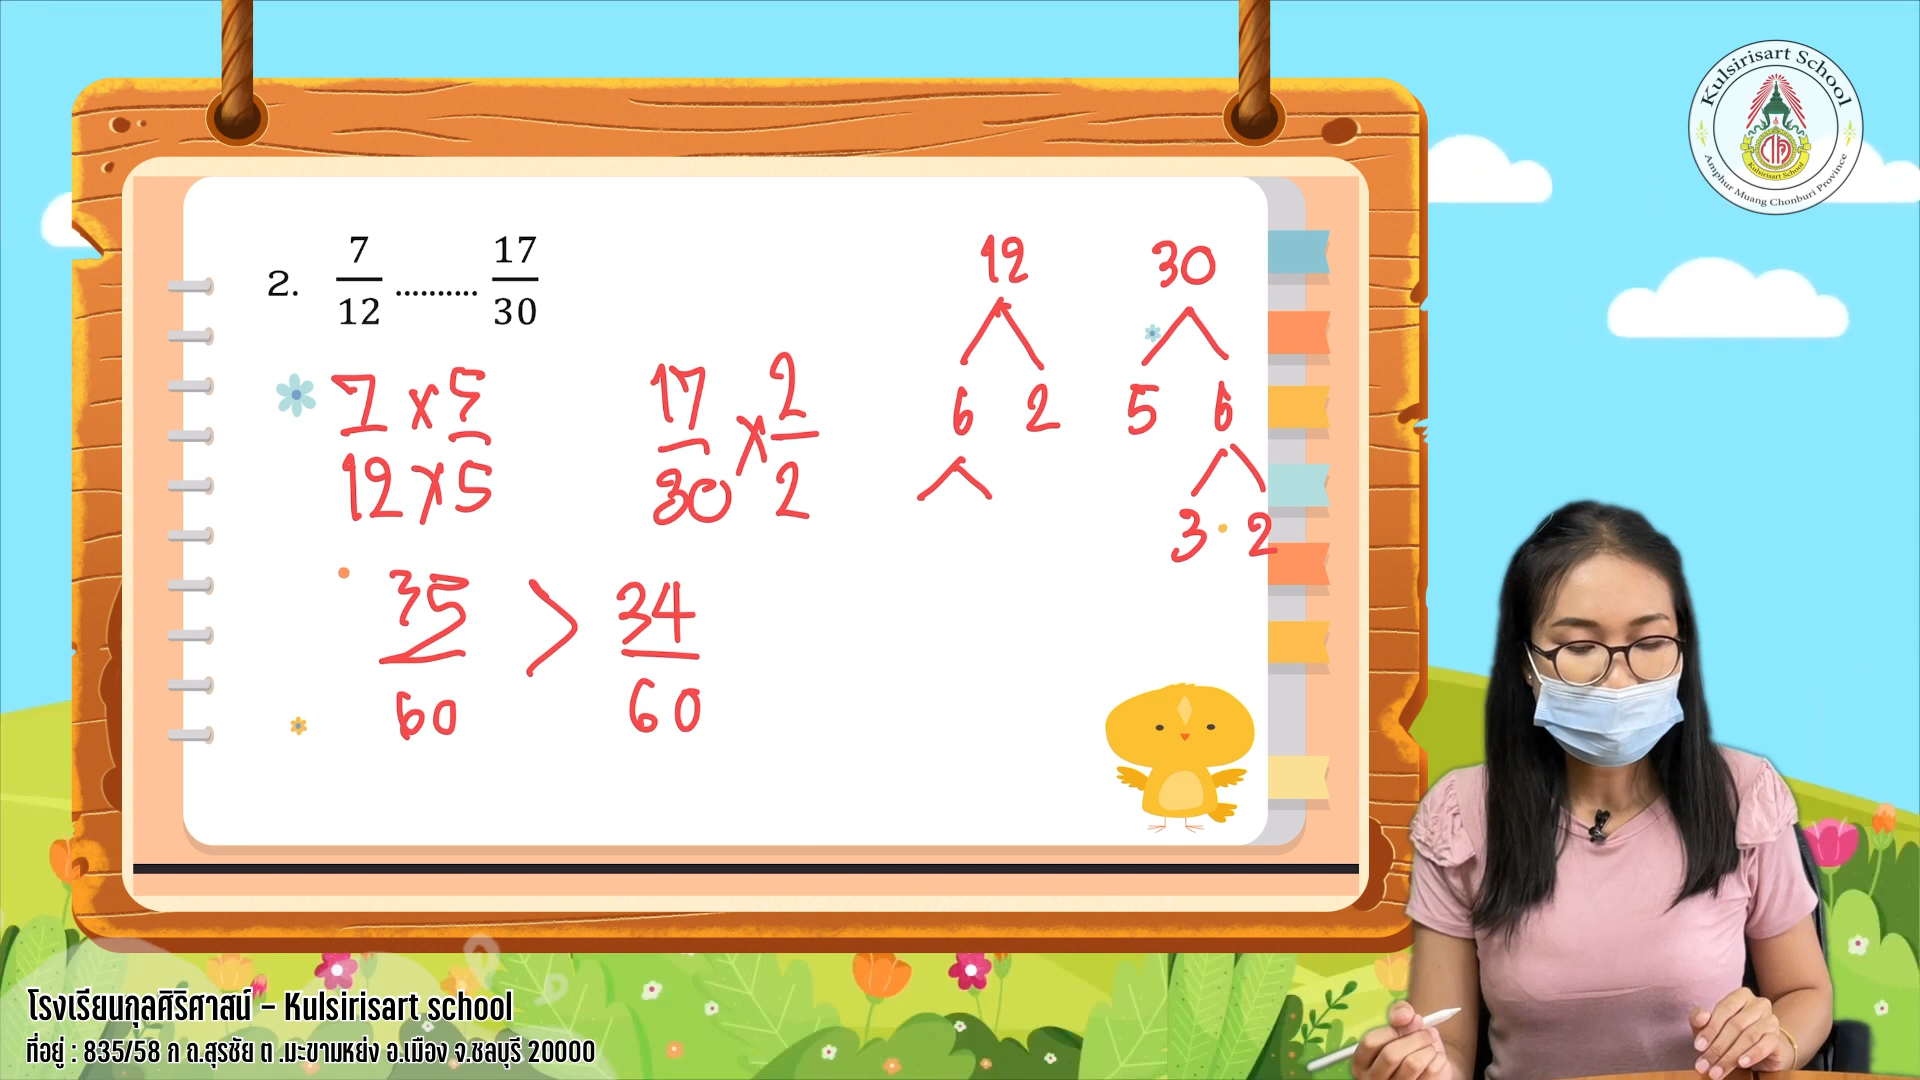 Kulsirisart School
Kulsirisart School
Amphur Muang Chonburi Province
2. 7/12 .......... 17/30
7 × 5
12 × 5
17 × 2
30 2
35 > 34
60 60
12 30
6 2 5 6
3 2
โรงเรียนกุลศิริศาสน์ – Kulsirisart school
ที่อยู่ : 835/58 ก ถ.สุรชัย ต .มะขามหย่ง อ.เมือง จ.ชลบุรี 20000